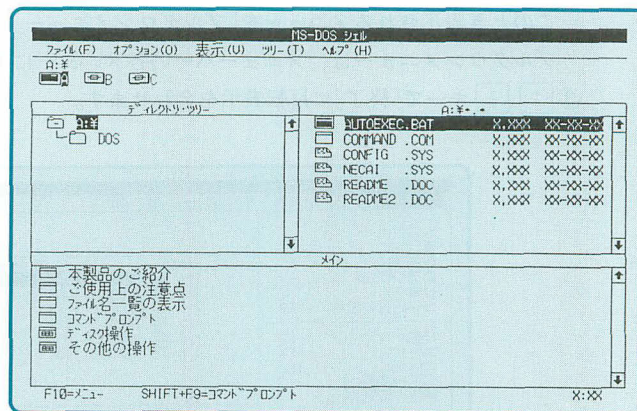 MS-DOS シェル
ファイル(F) オプション(O) 表示(U) ツリー(T) ヘルプ(H)
A:¥
A B C
ディレクトリ・ツリー
A:¥
DOS
A:¥*.*
AUTOEXEC.BAT X,XXX XX-XX-XX
COMMAND .COM X,XXX XX-XX-XX
CONFIG .SYS X,XXX XX-XX-XX
NECAI .SYS X,XXX XX-XX-XX
README .DOC X,XXX XX-XX-XX
README2 .DOC X,XXX XX-XX-XX
メイン
本製品のご紹介
ご使用上の注意点
ファイル名一覧の表示
コマンドプロンプト
ディスク操作
その他の操作
F10=メニュー SHIFT+F9=コマンドプロンプト X:XX